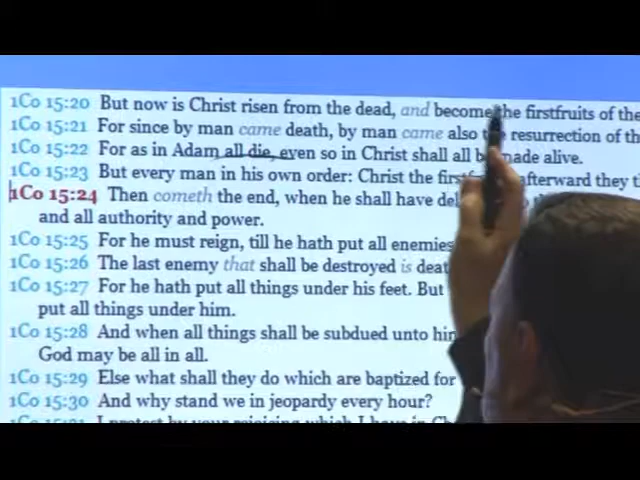 1Co 15:20 But now is Christ risen from the dead, and become the firstfruits of the
1Co 15:21 For since by man came death, by man came also resurrection of
1Co 15:22 For as in Adam all die, even so in Christ shall all made alive.
1Co 15:23 But every man in his own order: Christ the afterward they
1Co 15:24 Then cometh the end, when he shall have
and all authority and power.
1Co 15:25 For he must reign, till he hath put all enemies
1Co 15:26 The last enemy that shall be destroyed is
1Co 15:27 For he hath put all things under his feet. But
put all things under him.
1Co 15:28 And when all things shall be subdued unto
God may be all in all.
1Co 15:29 Else what shall they do which are baptized for
1Co 15:30 And why stand we in jeopardy every hour?
I protest by your rejoicing which I have in